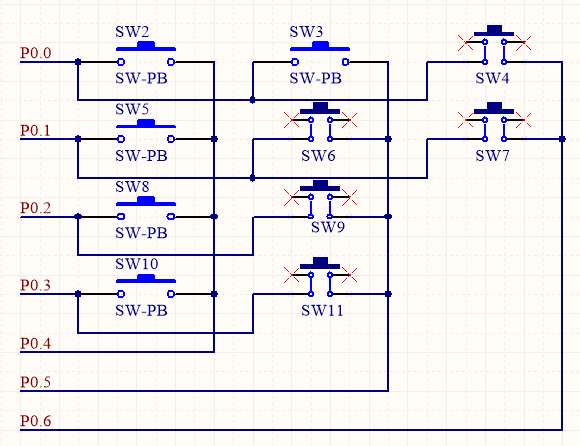 SW2
SW3
P0.0
SW-PB
SW-PB
SW4
SW5
P0.1
SW-PB
SW6
SW7
SW8
P0.2
SW-PB
SW9
SW10
P0.3
SW-PB
SW11
P0.4
P0.5
P0.6